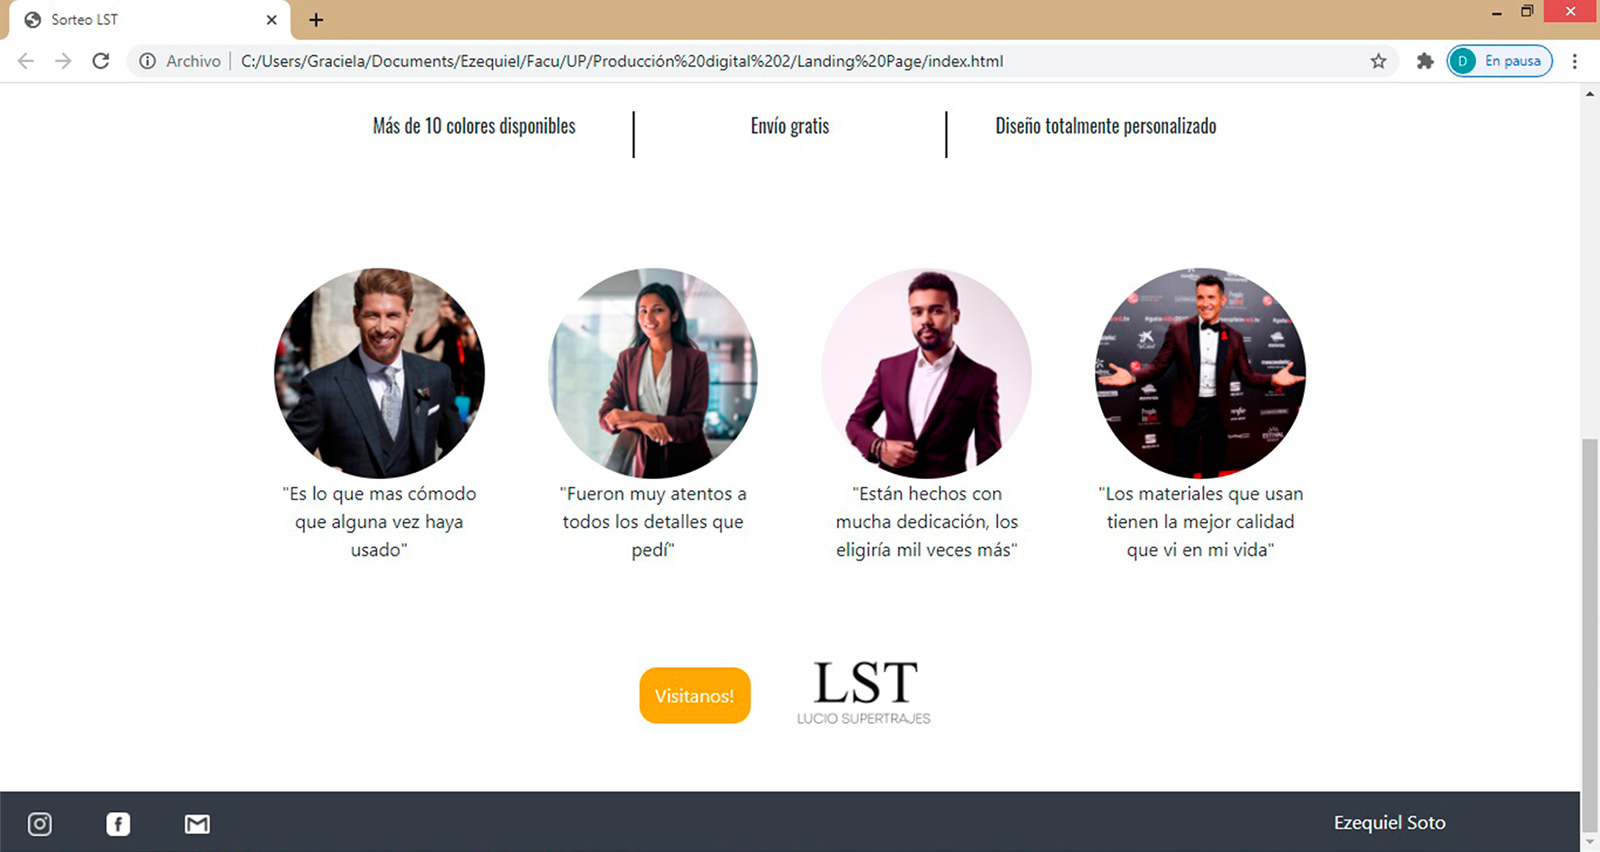 Sorteo LST
Archivo | C:/Users/Graciela/Documents/Ezequiel/Facu/UP/Producción%20digital%202/Landing%20Page/index.html
D En pausa
Más de 10 colores disponibles
Envío gratis
Diseño totalmente personalizado
"Es lo que mas cómodo
que alguna vez haya
usado"
"Fueron muy atentos a
todos los detalles que
pedí"
"Están hechos con
mucha dedicación, los
eligiría mil veces más"
"Los materiales que usan
tienen la mejor calidad
que vi en mi vida"
Visitanos!
LST
LUCIO SUPERTRAJES
Ezequiel Soto